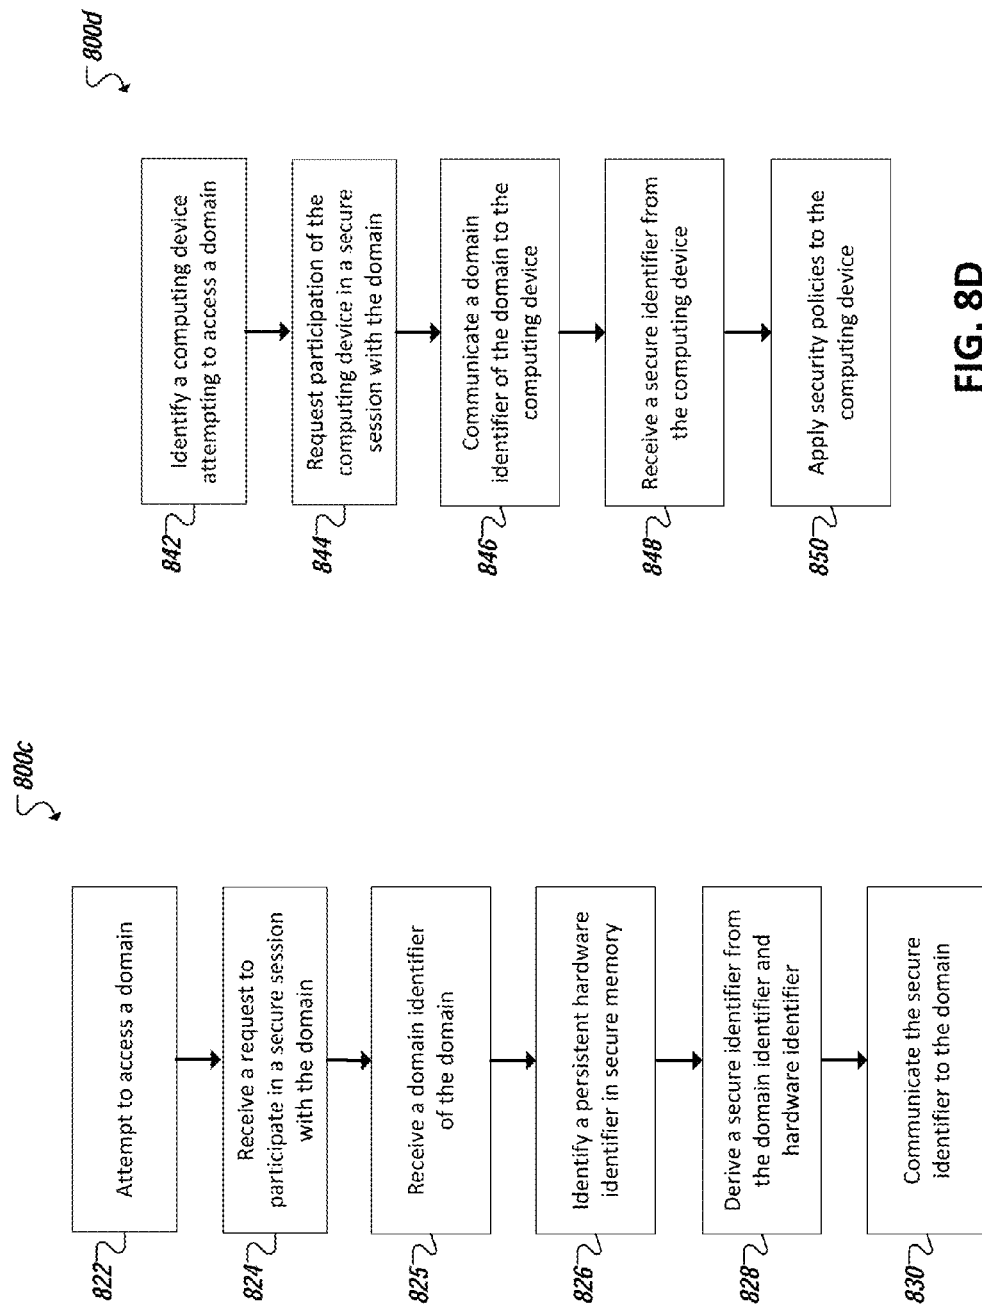 800c
822
Attempt to access a domain
824
Receive a request to
participate in a secure session
with the domain
825
Receive a domain identifier
of the domain
826
Identify a persistent hardware
identifier in secure memory
828
Derive a secure identifier from
the domain identifier and
hardware identifier
830
Communicate the secure
identifier to the domain
800d
842
Identify a computing device
attempting to access a domain
844
Request participation of the
computing device in a secure
session with the domain
846
Communicate a domain
identifier of the domain to the
computing device
848
Receive a secure identifier from
the computing device
850
Apply security policies to the
computing device
FIG. 8D